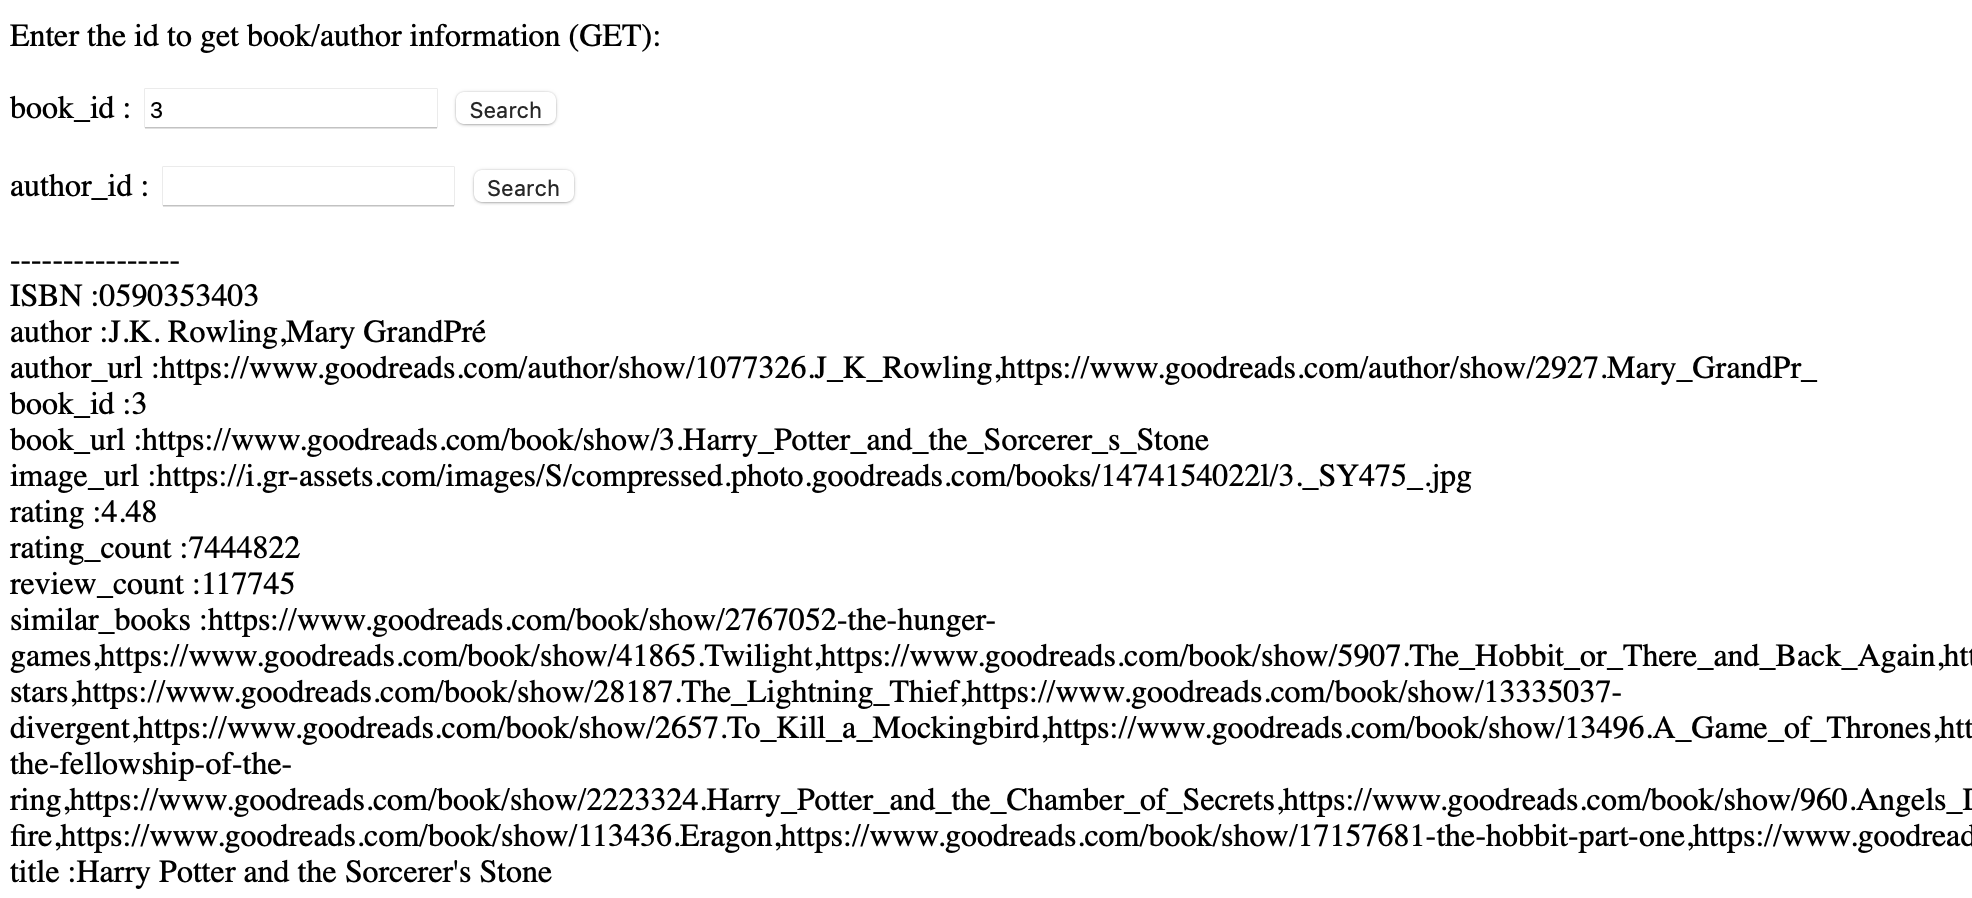 Enter the id to get book/author information (GET):
book_id : 3 Search
author_id : Search
----------------
ISBN :0590353403
author :J.K. Rowling,Mary GrandPré
author_url :https://www.goodreads.com/author/show/1077326.J_K_Rowling,https://www.goodreads.com/author/show/2927.Mary_GrandPr_
book_id :3
book_url :https://www.goodreads.com/book/show/3.Harry_Potter_and_the_Sorcerer_s_Stone
image_url :https://i.gr-assets.com/images/S/compressed.photo.goodreads.com/books/1474154022l/3._SY475_.jpg
rating :4.48
rating_count :7444822
review_count :117745
similar_books :https://www.goodreads.com/book/show/2767052-the-hunger-
games,https://www.goodreads.com/book/show/41865.Twilight,https://www.goodreads.com/book/show/5907.The_Hobbit_or_There_and_Back_Again,htt
stars,https://www.goodreads.com/book/show/28187.The_Lightning_Thief,https://www.goodreads.com/book/show/13335037-
divergent,https://www.goodreads.com/book/show/2657.To_Kill_a_Mockingbird,https://www.goodreads.com/book/show/13496.A_Game_of_Thrones,htt
the-fellowship-of-the-
ring,https://www.goodreads.com/book/show/2223324.Harry_Potter_and_the_Chamber_of_Secrets,https://www.goodreads.com/book/show/960.Angels_
fire,https://www.goodreads.com/book/show/113436.Eragon,https://www.goodreads.com/book/show/17157681-the-hobbit-part-one,https://www.goodread
title :Harry Potter and the Sorcerer's Stone